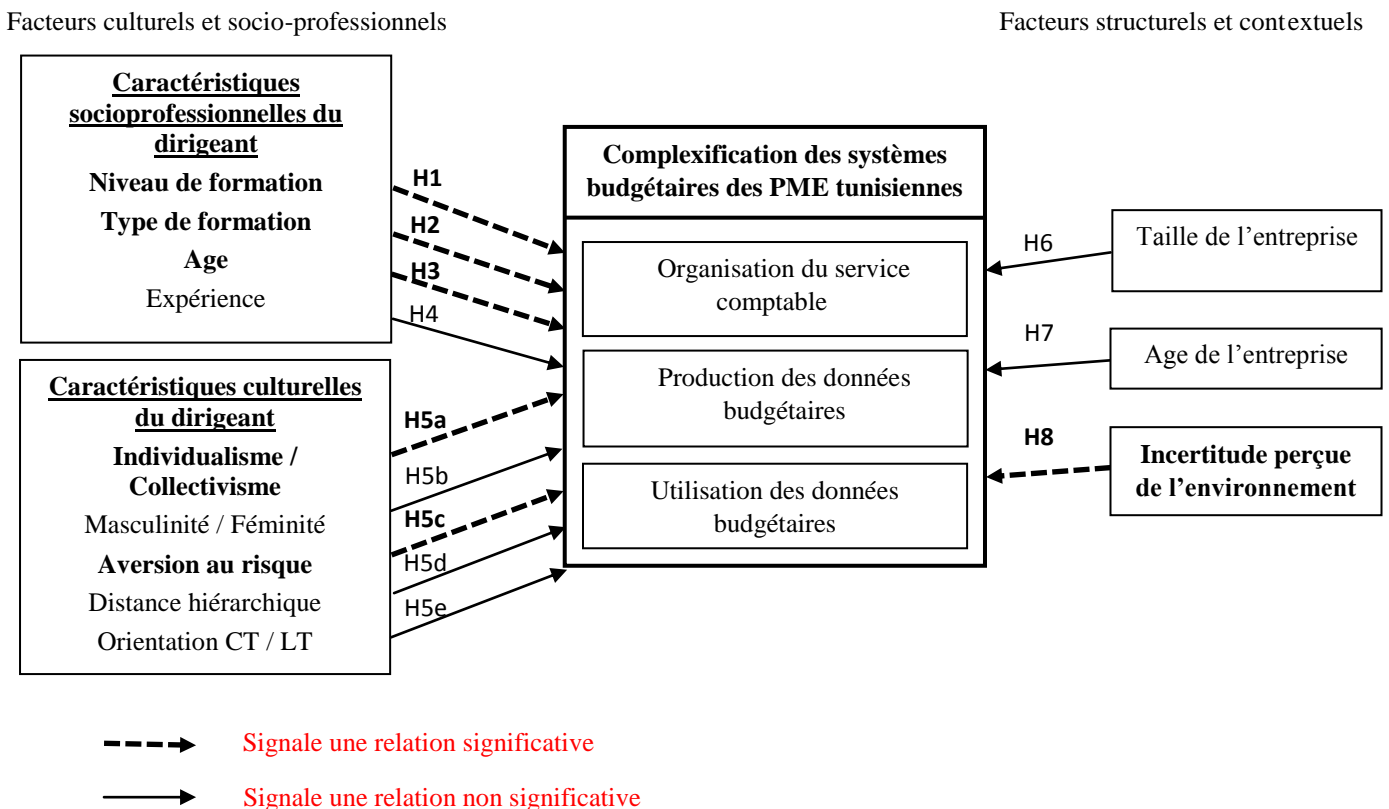 Facteurs culturels et socio-professionnels
Facteurs structurels et contextuels
Caractéristiques
socioprofessionnelles du
dirigeant
Niveau de formation
Type de formation
Age
Expérience
H1
H2
H3
H4
Caractéristiques culturelles
du dirigeant
Individualisme /
Collectivisme
Masculinité / Féminité
Aversion au risque
Distance hiérarchique
Orientation CT / LT
H5a
H5b
H5c
H5d
H5e
Complexification des systèmes
budgétaires des PME tunisiennes
Organisation du service
comptable
Production des données
budgétaires
Utilisation des données
budgétaires
H6
Taille de l’entreprise
H7
Age de l’entreprise
H8
Incertitude perçue
de l’environnement
Signale une relation significative
Signale une relation non significative